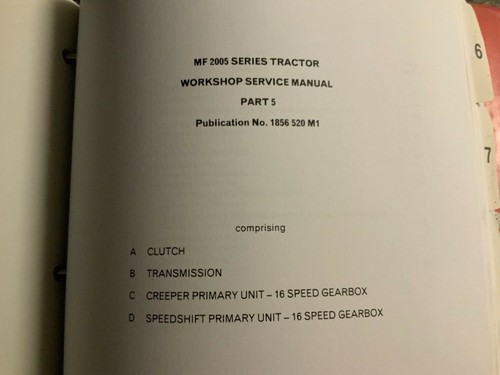 MF 2005 SERIES TRACTOR
WORKSHOP SERVICE MANUAL
PART 5
Publication No. 1856 520 M1
comprising
A CLUTCH
B TRANSMISSION
C CREEPER PRIMARY UNIT – 16 SPEED GEARBOX
D SPEEDSHIFT PRIMARY UNIT – 16 SPEED GEARBOX
6
7